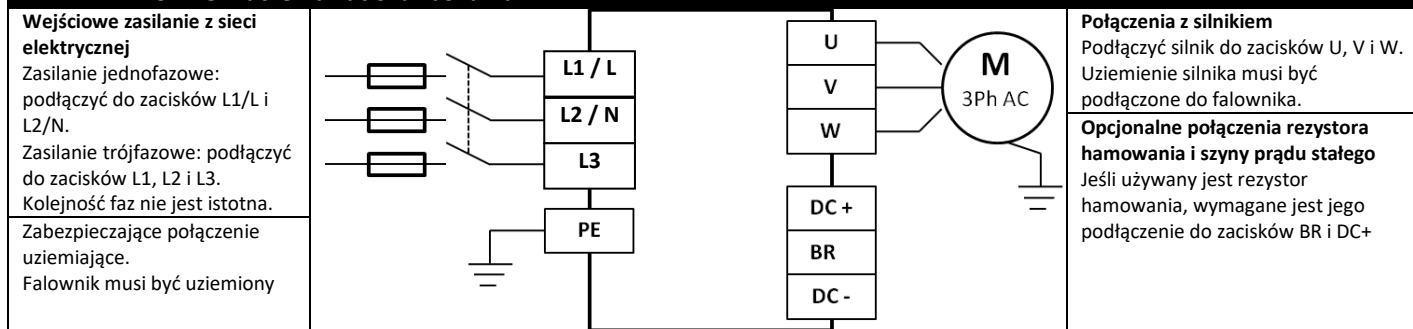 Wejściowe zasilanie z sieci
elektrycznej
Zasilanie jednofazowe:
podłączyć do zacisków L1/L i
L2/N.
Zasilanie trójfazowe: podłączyć
do zacisków L1, L2 i L3.
Kolejność faz nie jest istotna.
Zabezpieczające połączenie
uziemiające.
Falownik musi być uziemiony
L1 / L
L2 / N
L3
PE
U
V
W
DC +
BR
DC -
M
3Ph AC
Połączenia z silnikiem
Podłączyć silnik do zacisków U, V i W.
Uziemienie silnika musi być
podłączone do falownika.
Opcjonalne połączenia rezystora
hamowania i szyny prądu stałego
Jeśli używany jest rezystor
hamowania, wymagane jest jego
podłączenie do zacisków BR i DC+